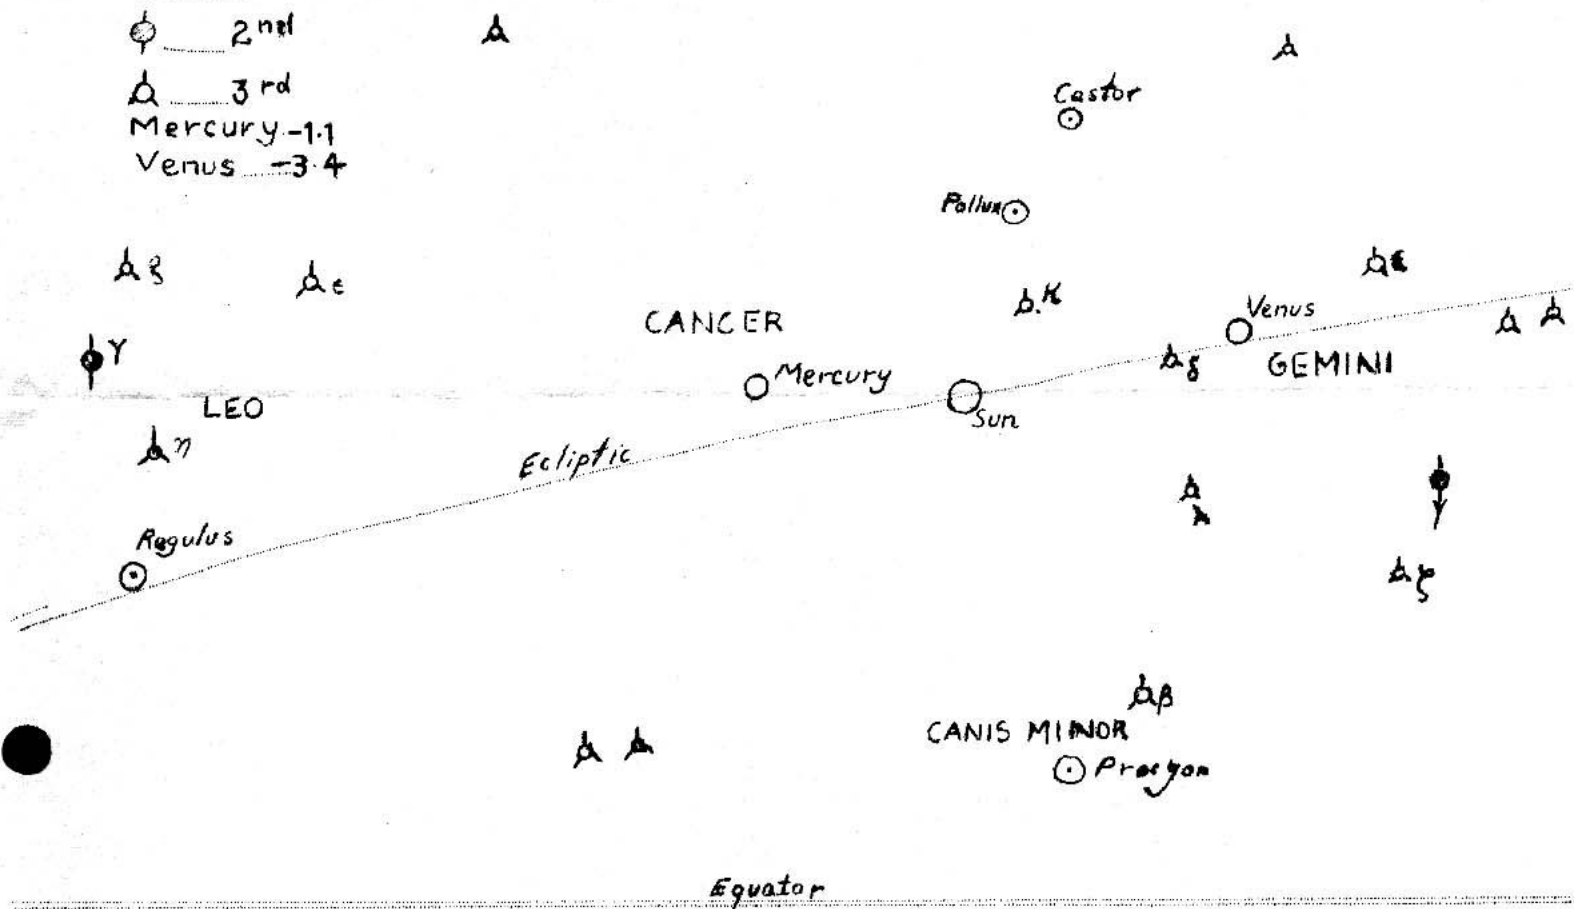 2nd
3rd
Mercury -1.1
Venus -3.4
Castor
Pollux
ζ
ε
K
ε
Venus
CANCER
γ
Mercury
δ
GEMINI
LEO
Sun
η
Ecliptic
λ
Regulus
ζ
β
CANIS MINOR
Procyon
Equator